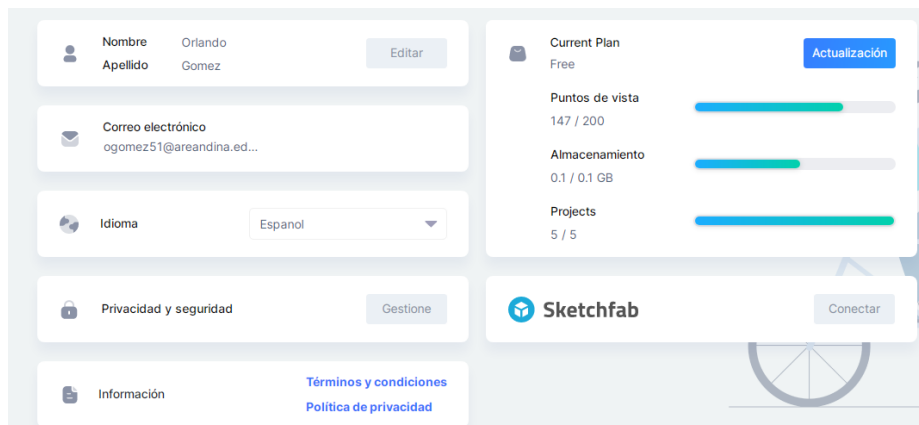 Nombre Orlando
Apellido Gomez
Editar
Correo electrónico
ogomez51@areandina.ed...
Idioma Espanol
Privacidad y seguridad Gestione
Información
Términos y condiciones
Política de privacidad
Current Plan
Free
Actualización
Puntos de vista
147 / 200
Almacenamiento
0.1 / 0.1 GB
Projects
5 / 5
Sketchfab Conectar